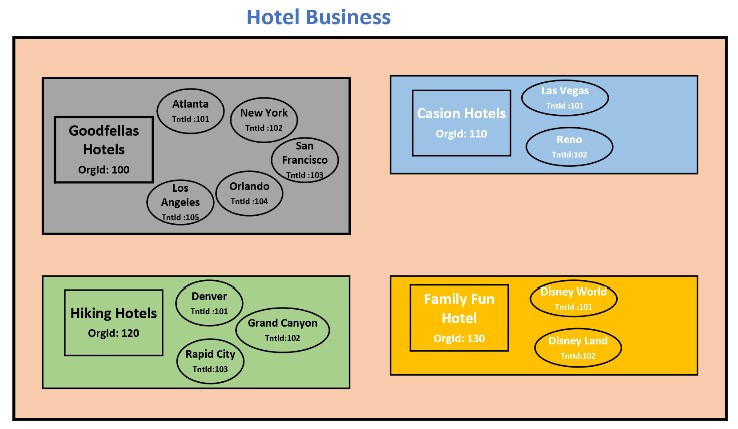 Hotel Business
Goodfellas
Hotels
OrgId: 100
Atlanta
TntId :101
New York
TntId :102
San
Francisco
TntId :103
Orlando
TntId :104
Los
Angeles
TntId :105
Casion Hotels
OrgId: 110
Las Vegas
TntId :101
Reno
TntId:102
Hiking Hotels
OrgId: 120
Denver
TntId :101
Grand Canyon
TntId:102
Rapid City
TntId:103
Family Fun
Hotel
OrgId: 130
Disney World
TntId :101
Disney Land
TntId:102